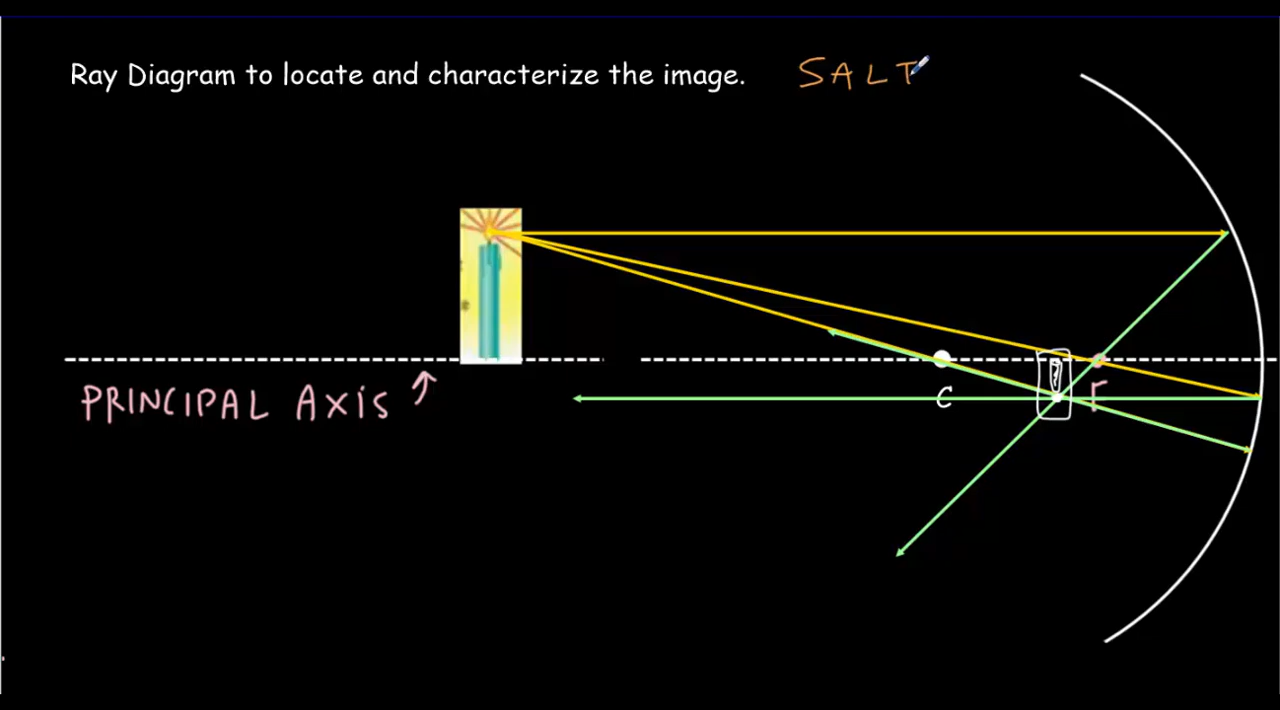 Ray Diagram to locate and characterize the image. SALT
PRINCIPAL AXIS
C
F